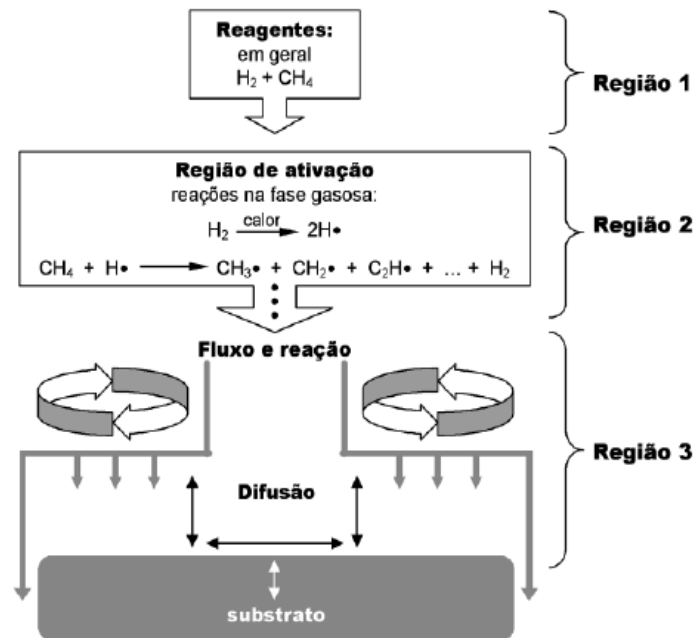 Reagentes:
em geral
H₂ + CH₄
Região 1
Região de ativação
reações na fase gasosa:
H₂ calor → 2H•
CH₄ + H• → CH₃• + CH₂• + C₂H• + ... + H₂
Região 2
Fluxo e reação
Região 3
Difusão
substrato